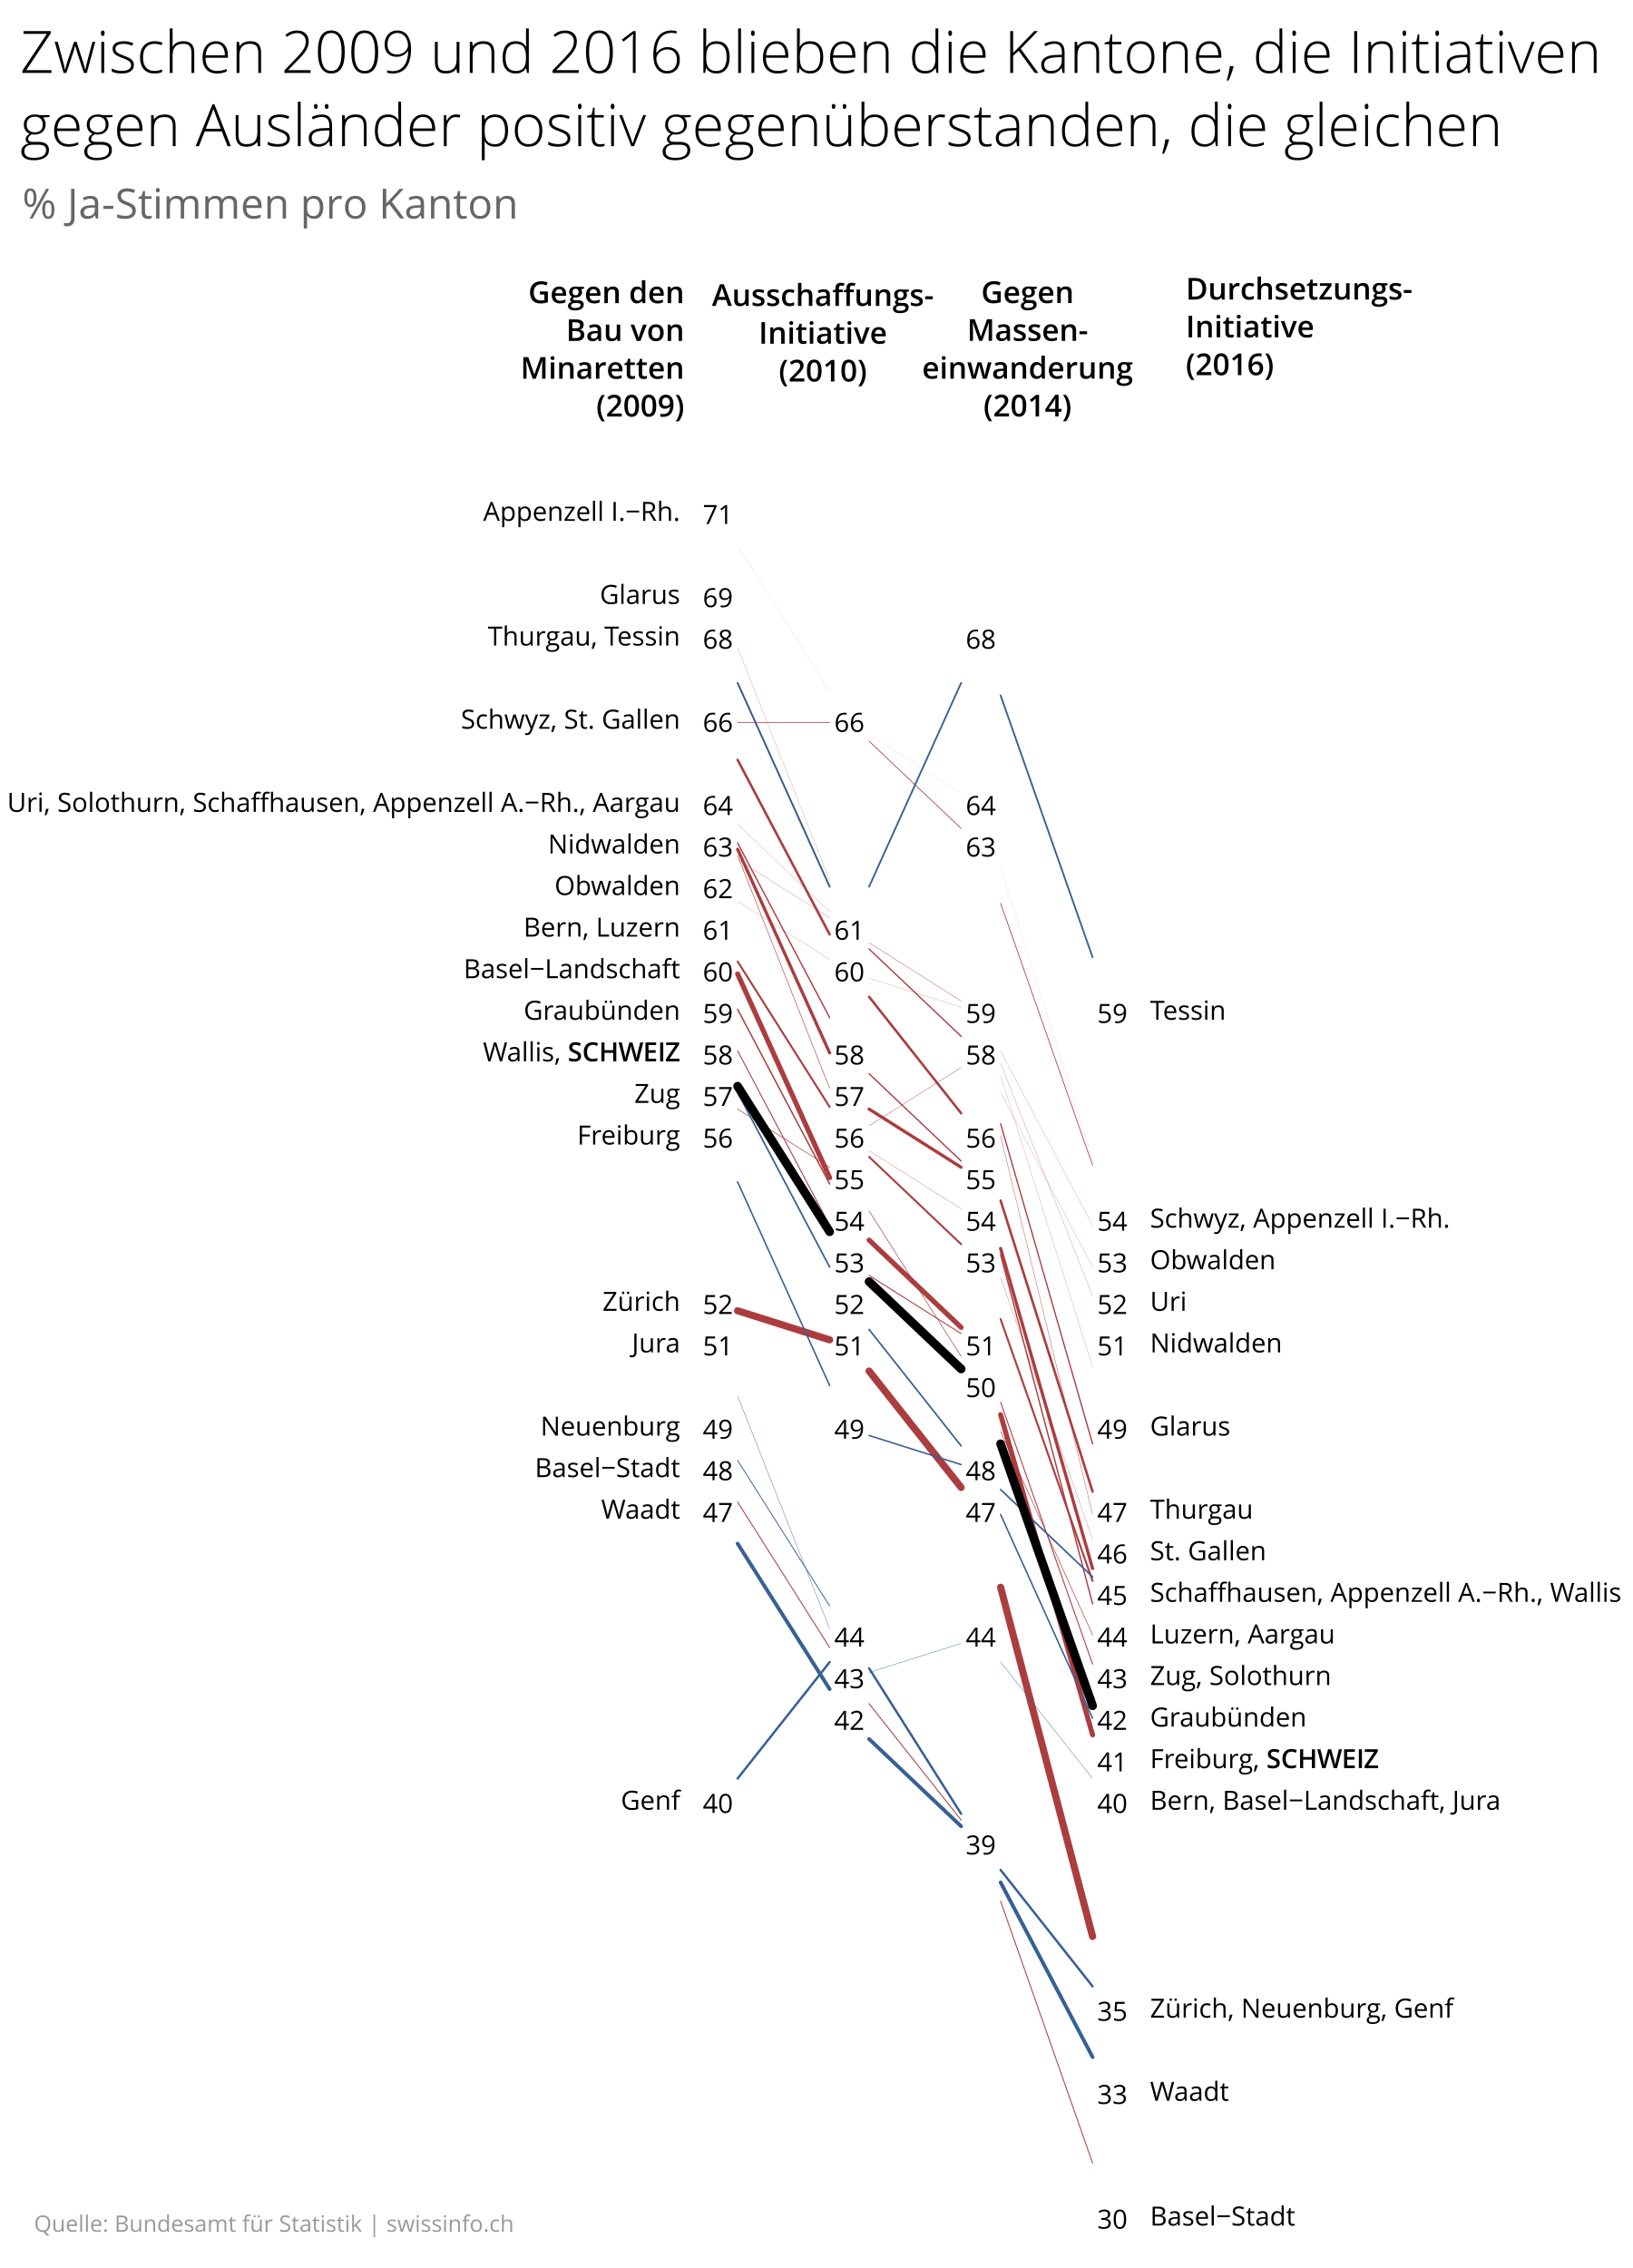 Zwischen 2009 und 2016 blieben die Kantone, die Initiativen
gegen Ausländer positiv gegenüberstanden, die gleichen
% Ja-Stimmen pro Kanton
Gegen den
Bau von
Minaretten
(2009)
Ausschaffungs-
Initiative
(2010)
Gegen
Massen-
einwanderung
(2014)
Durchsetzungs-
Initiative
(2016)
Appenzell I.−Rh. 71
Glarus 69
Thurgau, Tessin 68 68
Schwyz, St. Gallen 66 66
Uri, Solothurn, Schaffhausen, Appenzell A.−Rh., Aargau 64 64
Nidwalden 63 63
Obwalden 62
Bern, Luzern 61 61
Basel−Landschaft 60 60
Graubünden 59 59 59 Tessin
Wallis, SCHWEIZ 58 58 58
Zug 57 57
Freiburg 56 56 56
55 55
54 54 54 Schwyz, Appenzell I.−Rh.
53 53 53 Obwalden
Zürich 52 52 52 Uri
Jura 51 51 51 51 Nidwalden
50
Neuenburg 49 49 49 Glarus
Basel−Stadt 48 48
Waadt 47 47 47 Thurgau
46 St. Gallen
45 Schaffhausen, Appenzell A.−Rh., Wallis
44 44 44 Luzern, Aargau
43 43 Zug, Solothurn
42 42 Graubünden
41 Freiburg, SCHWEIZ
Genf 40 40 Bern, Basel−Landschaft, Jura
39
35 Zürich, Neuenburg, Genf
33 Waadt
30 Basel−Stadt
Quelle: Bundesamt für Statistik | swissinfo.ch